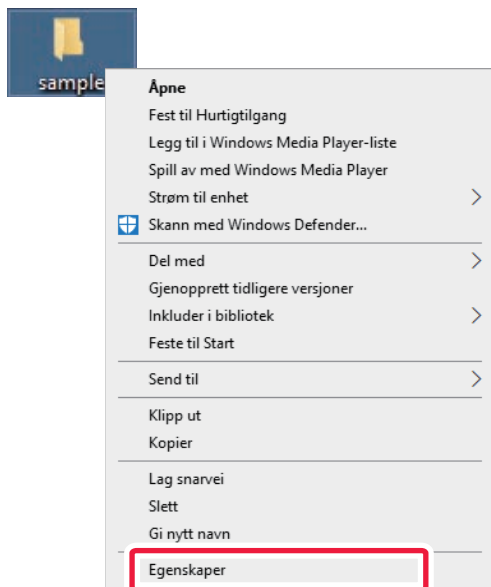 sample
Åpne
Fest til Hurtigtilgang
Legg til i Windows Media Player-liste
Spill av med Windows Media Player
Strøm til enhet
Skann med Windows Defender...
Del med
Gjenopprett tidligere versjoner
Inkluder i bibliotek
Feste til Start
Send til
Klipp ut
Kopier
Lag snarvei
Slett
Gi nytt navn
Egenskaper